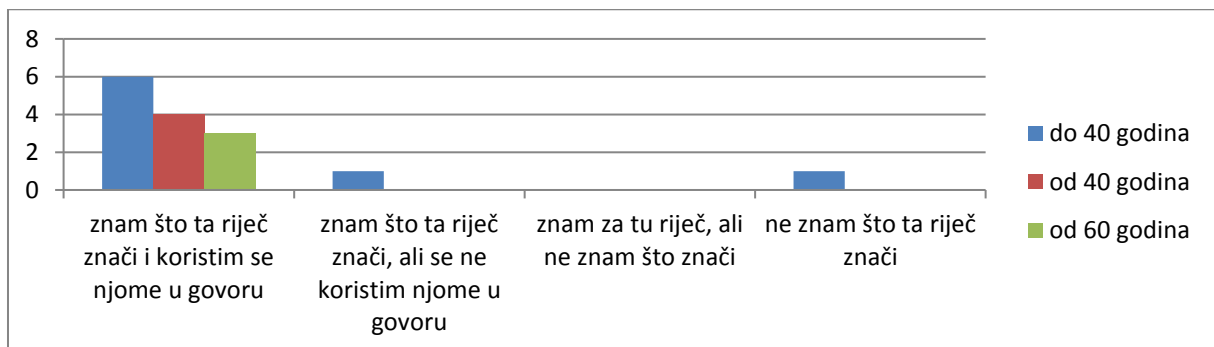 8
6
4
2
0
znam što ta riječ
znači i koristim se
njome u govoru
znam što ta riječ
znači, ali se ne
koristim njome u
govoru
znam za tu riječ, ali
ne znam što znači
ne znam što ta riječ
znači
do 40 godina
od 40 godina
od 60 godina